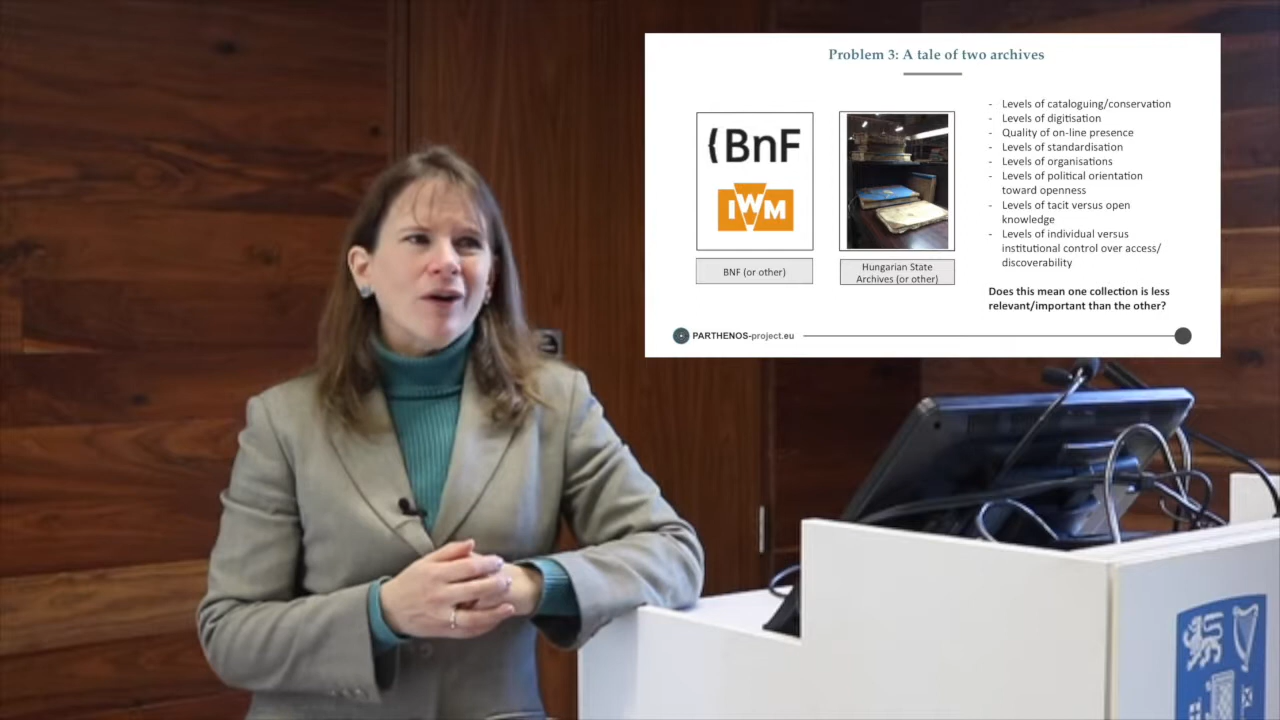 Problem 3: A tale of two archives
BnF
IWM
BNF (or other)
Hungarian State
Archives (or other)
- Levels of cataloguing/conservation
- Levels of digitisation
- Quality of on-line presence
- Levels of standardisation
- Levels of organisations
- Levels of political orientation
toward openness
- Levels of tacit versus open
knowledge
- Levels of individual versus
institutional control over access/
discoverability
Does this mean one collection is less
relevant/important than the other?
PARTHENOS-project.eu